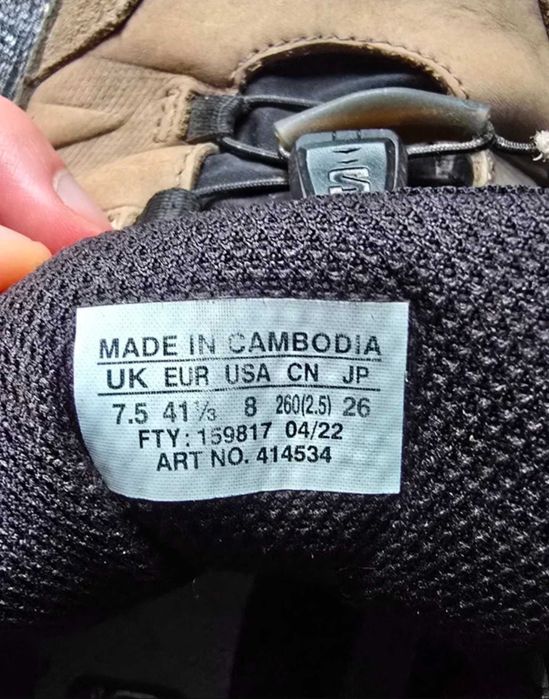 MADE IN CAMBODIA
UK EUR USA CN JP
7.5 41⅓ 8 260(2.5) 26
FTY: 159817 04/22
ART NO. 414534